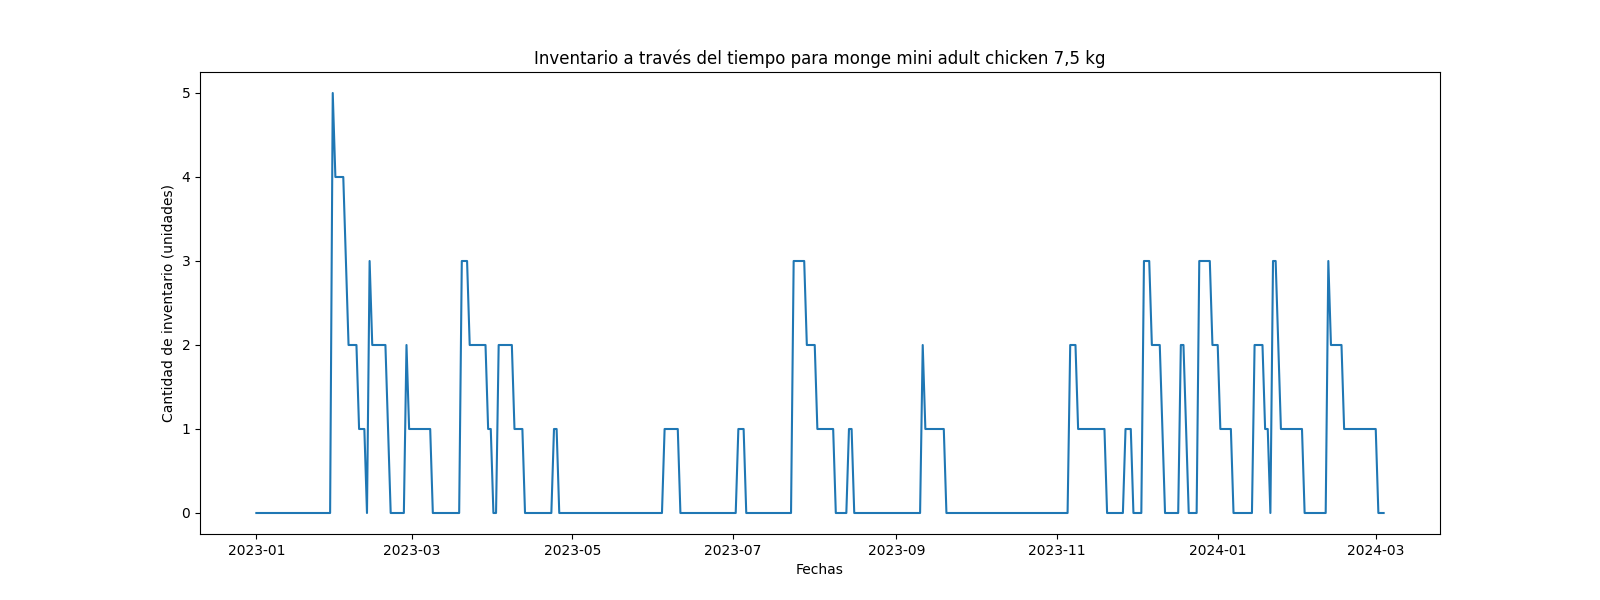 Inventario a través del tiempo para monge mini adult chicken 7,5 kg
Cantidad de inventario (unidades)
5
4
3
2
1
0
2023-01 2023-03 2023-05 2023-07 2023-09 2023-11 2024-01 2024-03
Fechas